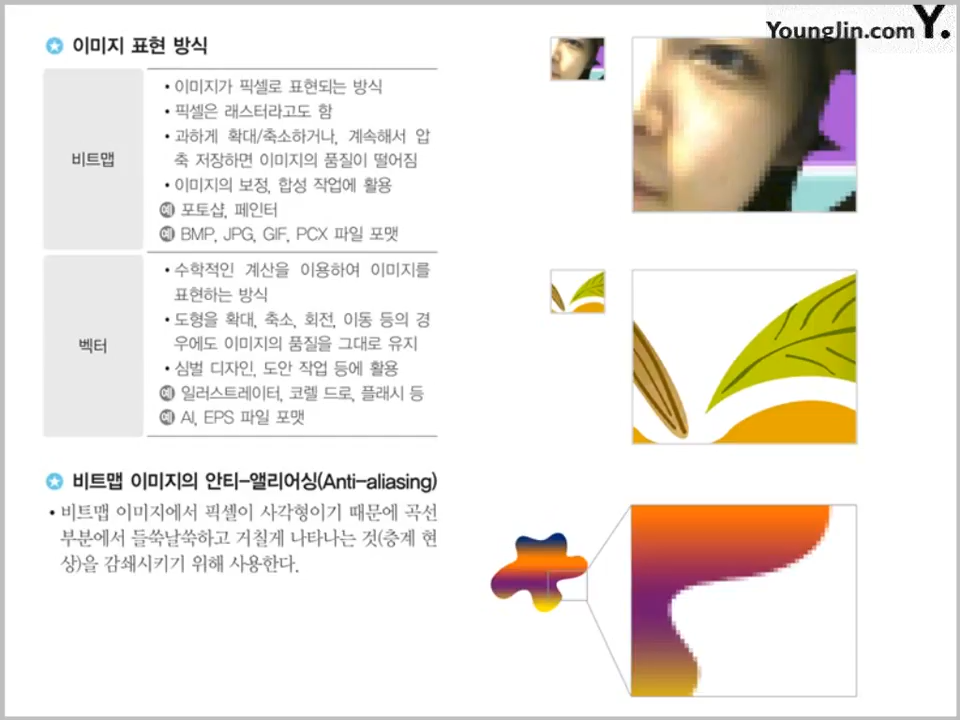 Younglin.com Y.
이미지 표현 방식
비트맵
• 이미지가 픽셀로 표현되는 방식
• 픽셀은 래스터라고도 함
• 과하게 확대/축소하거나, 계속해서 압
축 저장하면 이미지의 품질이 떨어짐
• 이미지의 보정, 합성 작업에 활용
예 포토샵, 페인터
예 BMP, JPG, GIF, PCX 파일 포맷
벡터
• 수학적인 계산을 이용하여 이미지를
표현하는 방식
• 도형을 확대, 축소, 회전, 이동 등의 경
우에도 이미지의 품질을 그대로 유지
• 심벌 디자인, 도안 작업 등에 활용
예 일러스트레이터, 코렐 드로, 플래시 등
예 AI, EPS 파일 포맷
비트맵 이미지의 안티-앨리어싱(Anti-aliasing)
• 비트맵 이미지에서 픽셀이 사각형이기 때문에 곡선
부분에서 들쑥날쑥하고 거칠게 나타나는 것(층계 현
상)을 감쇄시키기 위해 사용한다.